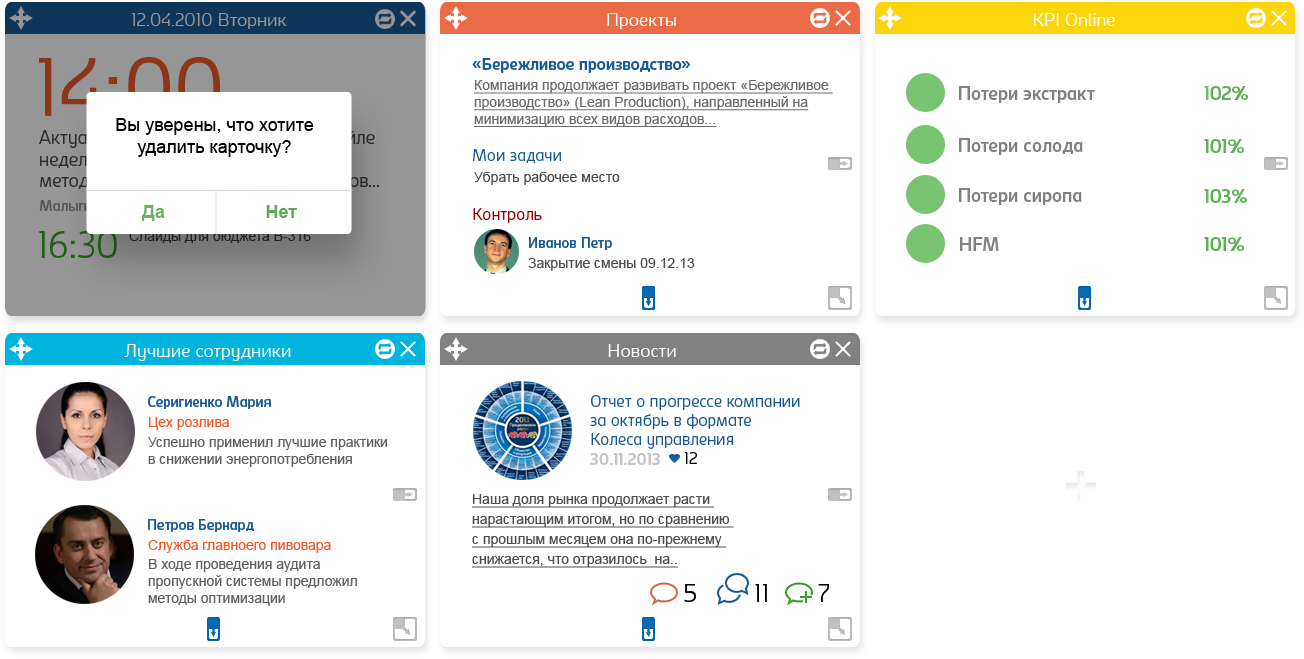 12.04.2010 Вторник
14:00
Актуа
йле
недел
метод
ов...
Малыги
16:30
Слайды для бюджета В-316
Вы уверены, что хотите
удалить карточку?
Да
Нет
Проекты
«Бережливое производство»
Компания продолжает развивать проект «Бережливое
производство» (Lean Production), направленный на
минимизацию всех видов расходов...
Мои задачи
Убрать рабочее место
Контроль
Иванов Петр
Закрытие смены 09.12.13
KPI Online
Потери экстракт 102%
Потери солода 101%
Потери сиропа 103%
HFM 101%
Лучшие сотрудники
Серигиенко Мария
Цех розлива
Успешно применил лучшие практики
в снижении энергопотребления
Петров Бернард
Служба главноего пивовара
В ходе проведения аудита
пропускной системы предложил
методы оптимизации
Новости
2013
Отчет о прогрессе компании
за октябрь в формате
Колеса управления
30.11.2013 12
Наша доля рынка продолжает расти
нарастающим итогом, но по сравнению
с прошлым месяцем она по-прежнему
снижается, что отразилось на..
5 11 7